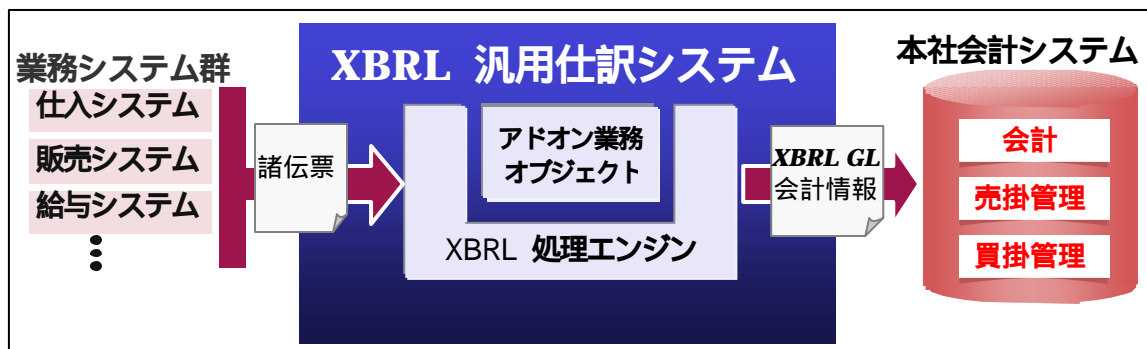 業務システム群
仕入システム
販売システム
給与システム
諸伝票
XBRL 汎用仕訳システム
アドオン業務
オブジェクト
XBRL 処理エンジン
XBRL GL
会計情報
本社会計システム
会計
売掛管理
買掛管理